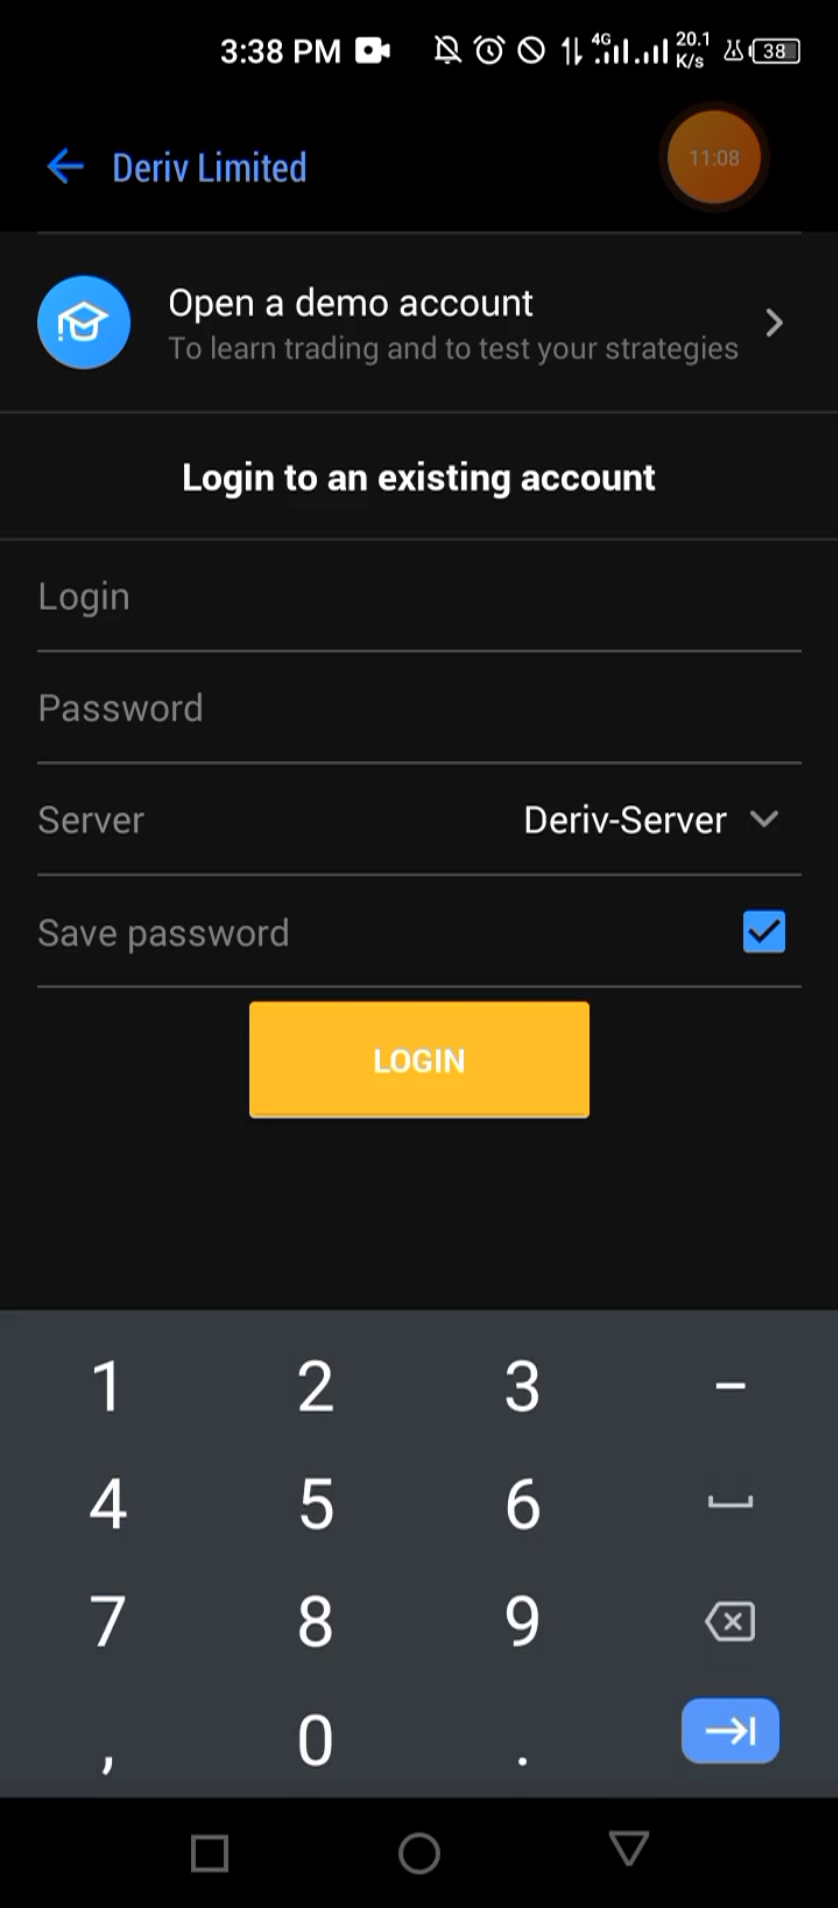 3:38 PM 4G 20.1 K/s 38
Deriv Limited
11:08
Open a demo account
To learn trading and to test your strategies
Login to an existing account
Login
Password
Server Deriv-Server
Save password
LOGIN
1 2 3 –
4 5 6
7 8 9
, 0 .